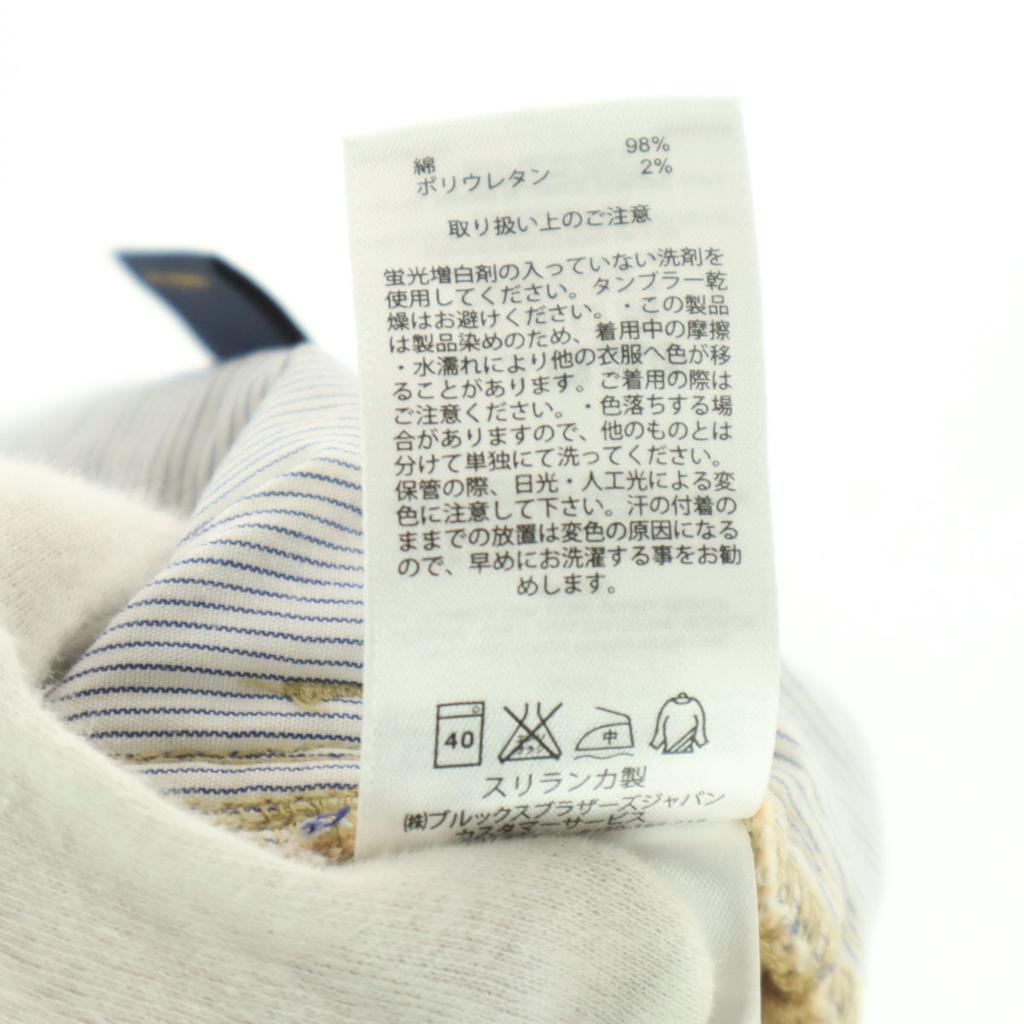 綿 98%
ポリウレタン 2%
取り扱い上のご注意
蛍光増白剤の入っていない洗剤を
使用してください。タンブラー乾
燥はお避けください。・この製品
は製品染めのため、着用中の摩擦
・水濡れにより他の衣服へ色が移
ることがあります。ご着用の際は
ご注意ください。・色落ちする場
合がありますので、他のものとは
分けて単独にて洗ってください。
保管の際、日光・人工光による変
色に注意して下さい。汗の付着の
ままでの放置は変色の原因になる
ので、早めにお洗濯する事をお勧
めします。
40 中
スリランカ製
㈱ブルックスブラザーズジャパン
カスタマーサービス